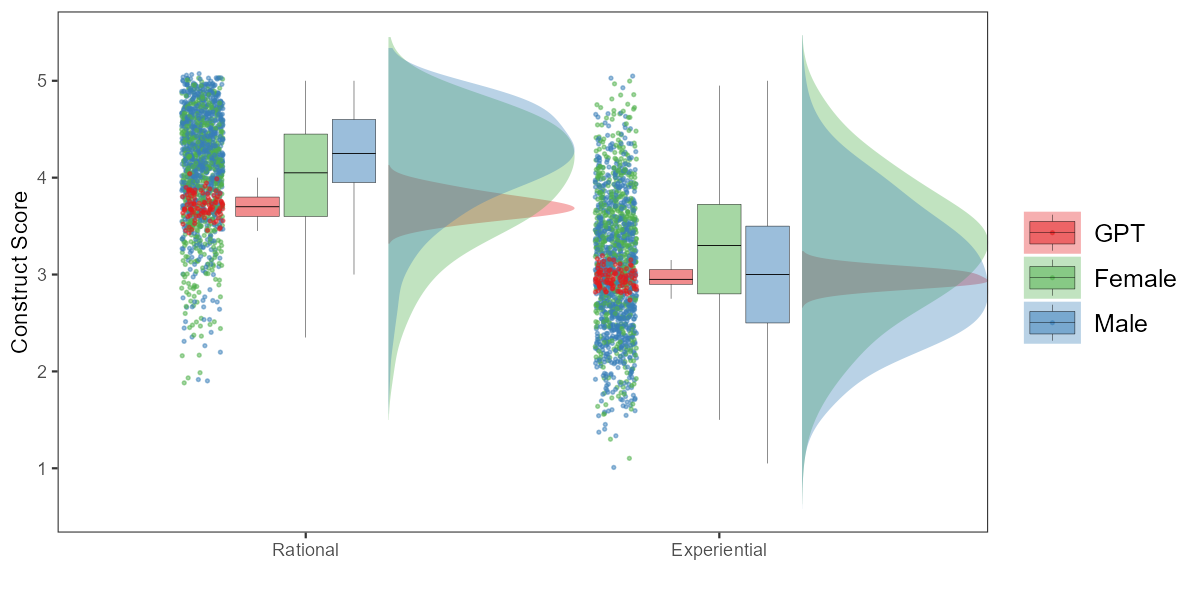 Construct Score
5
4
3
2
1
Rational
Experiential
GPT
Female
Male